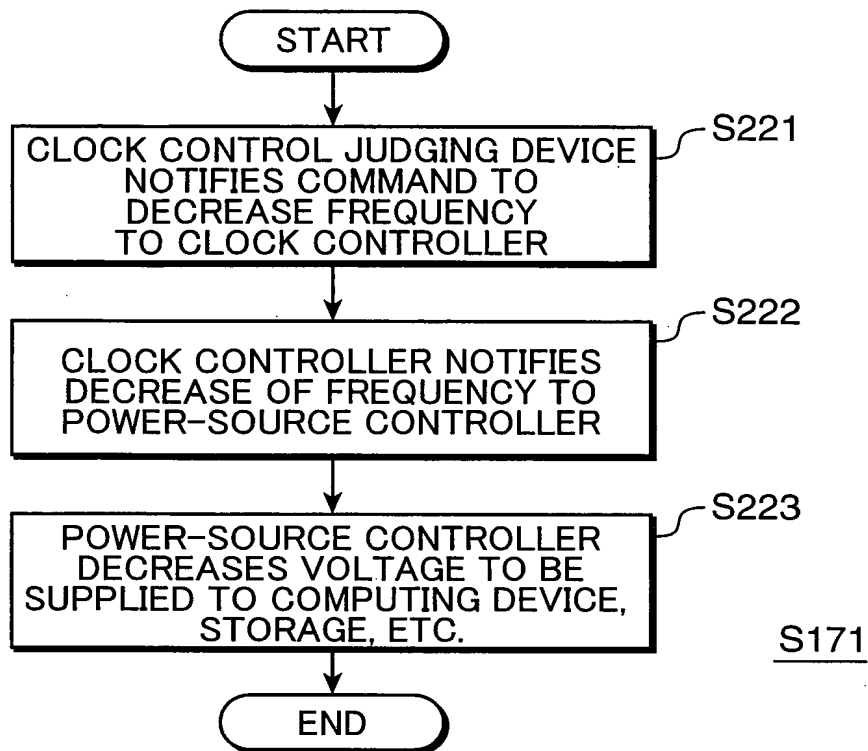 START
S221
CLOCK CONTROL JUDGING DEVICE
NOTIFIES COMMAND TO
DECREASE FREQUENCY
TO CLOCK CONTROLLER
S222
CLOCK CONTROLLER NOTIFIES
DECREASE OF FREQUENCY TO
POWER-SOURCE CONTROLLER
S223
POWER-SOURCE CONTROLLER
DECREASES VOLTAGE TO BE
SUPPLIED TO COMPUTING DEVICE,
STORAGE, ETC.
S171
END